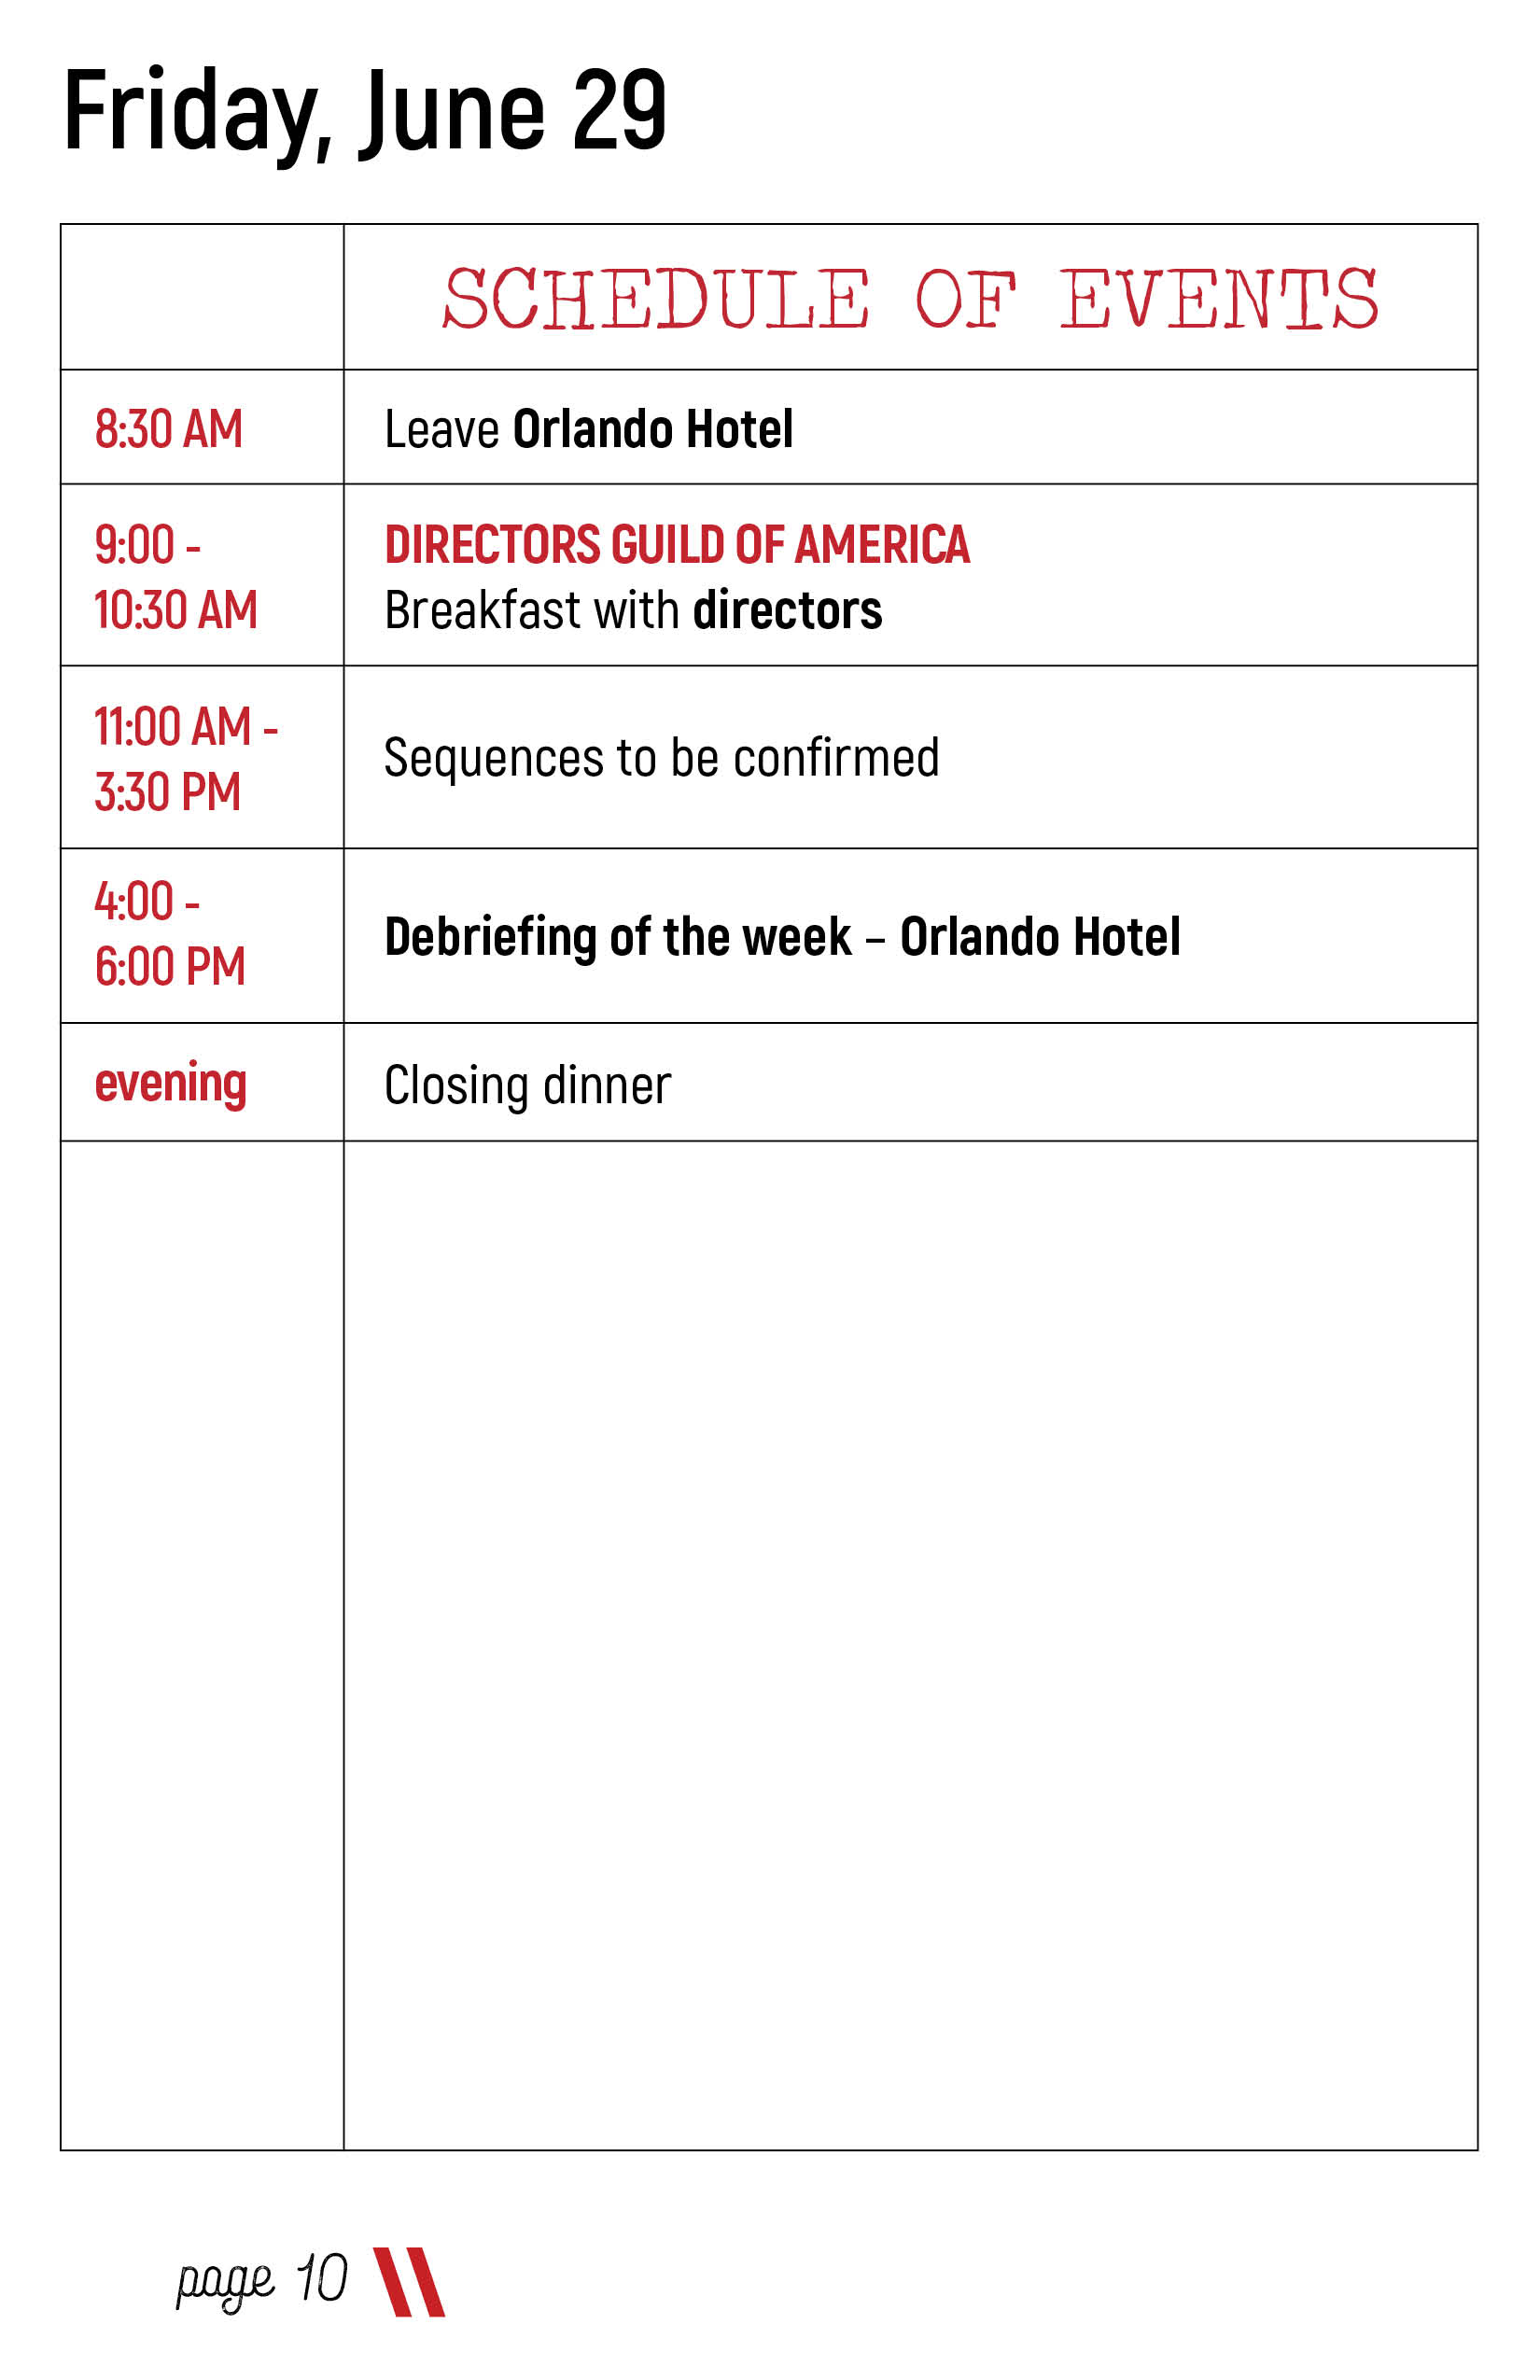 Friday, June 29
SCHEDULE OF EVENTS
8:30 AM
Leave Orlando Hotel
9:00 -
10:30 AM
DIRECTORS GUILD OF AMERICA
Breakfast with directors
11:00 AM -
3:30 PM
Sequences to be confirmed
4:00 -
6:00 PM
Debriefing of the week – Orlando Hotel
evening
Closing dinner
page 10